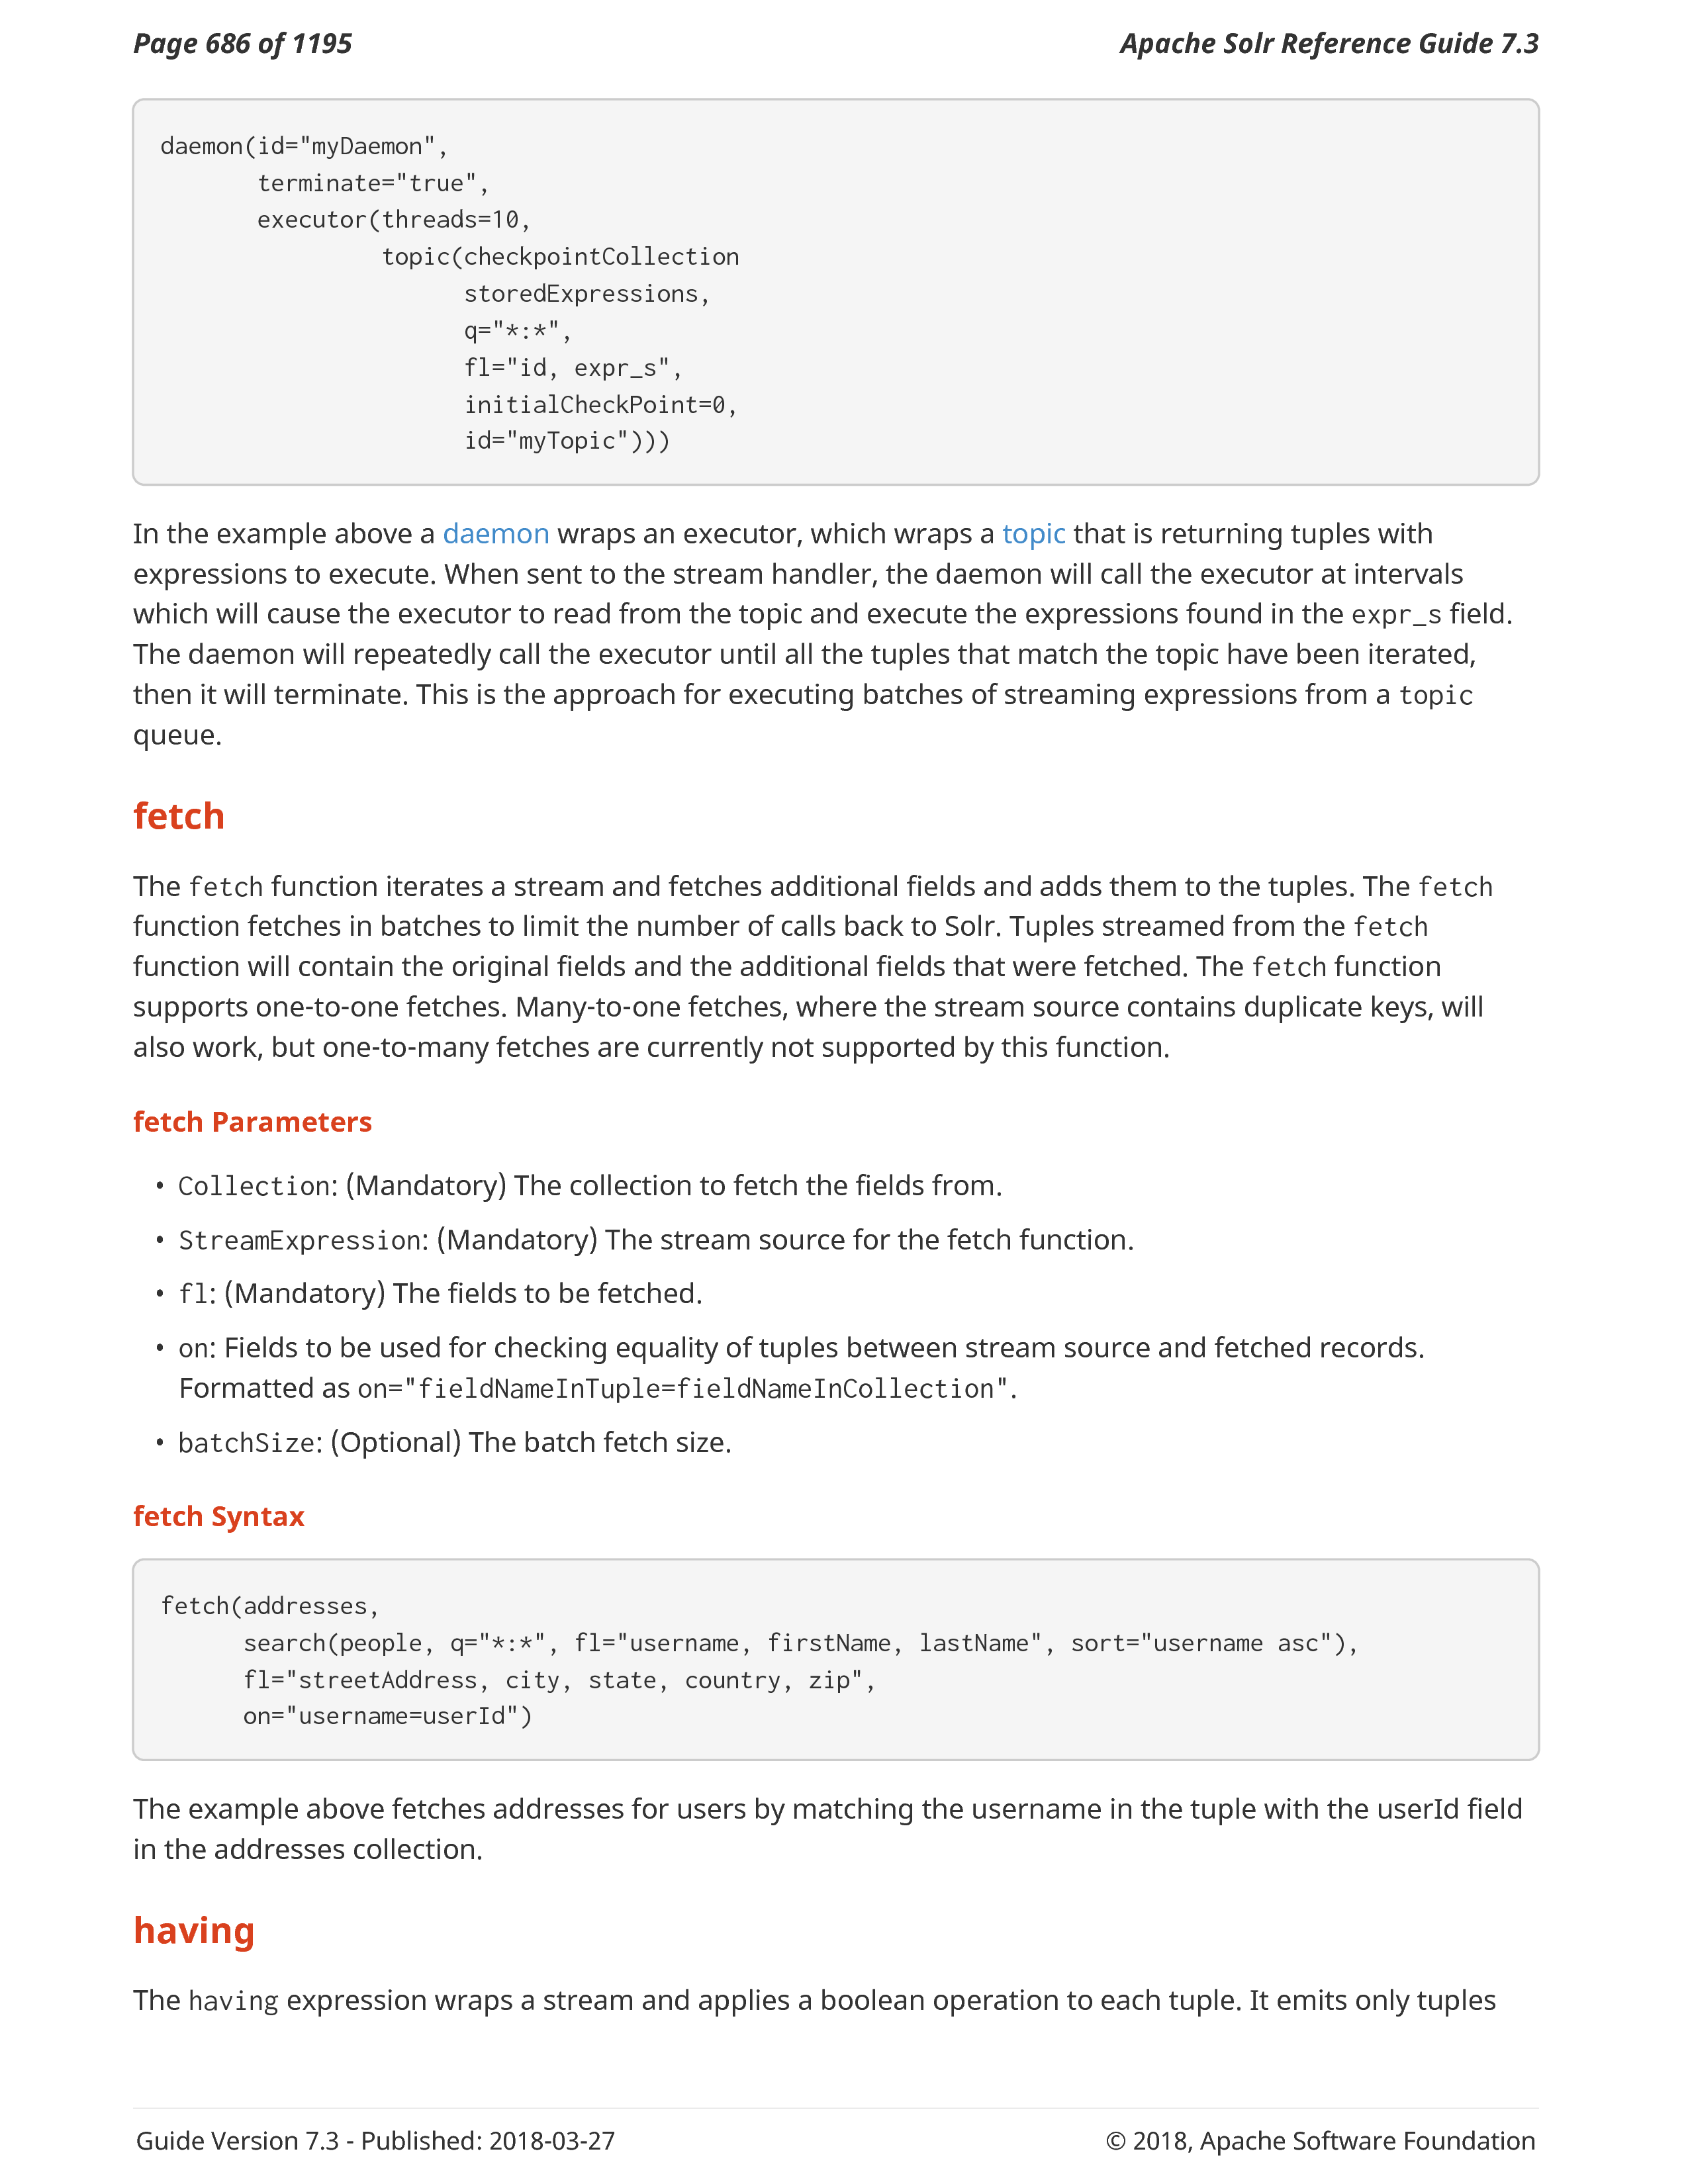 Page 686 of 1195
Apache Solr Reference Guide 7.3
daemon(id="myDaemon",
       terminate="true",
       executor(threads=10,
                topic(checkpointCollection
                      storedExpressions,
                      q="*:*",
                      fl="id, expr_s",
                      initialCheckPoint=0,
                      id="myTopic")))
In the example above a daemon wraps an executor, which wraps a topic that is returning tuples with
expressions to execute. When sent to the stream handler, the daemon will call the executor at intervals
which will cause the executor to read from the topic and execute the expressions found in the expr_s field.
The daemon will repeatedly call the executor until all the tuples that match the topic have been iterated,
then it will terminate. This is the approach for executing batches of streaming expressions from a topic
queue.
fetch
The fetch function iterates a stream and fetches additional fields and adds them to the tuples. The fetch
function fetches in batches to limit the number of calls back to Solr. Tuples streamed from the fetch
function will contain the original fields and the additional fields that were fetched. The fetch function
supports one-to-one fetches. Many-to-one fetches, where the stream source contains duplicate keys, will
also work, but one-to-many fetches are currently not supported by this function.
fetch Parameters
• Collection: (Mandatory) The collection to fetch the fields from.
• StreamExpression: (Mandatory) The stream source for the fetch function.
• fl: (Mandatory) The fields to be fetched.
• on: Fields to be used for checking equality of tuples between stream source and fetched records.
Formatted as on="fieldNameInTuple=fieldNameInCollection".
• batchSize: (Optional) The batch fetch size.
fetch Syntax
fetch(addresses,
      search(people, q="*:*", fl="username, firstName, lastName", sort="username asc"),
      fl="streetAddress, city, state, country, zip",
      on="username=userId")
The example above fetches addresses for users by matching the username in the tuple with the userId field
in the addresses collection.
having
The having expression wraps a stream and applies a boolean operation to each tuple. It emits only tuples
Guide Version 7.3 - Published: 2018-03-27
© 2018, Apache Software Foundation